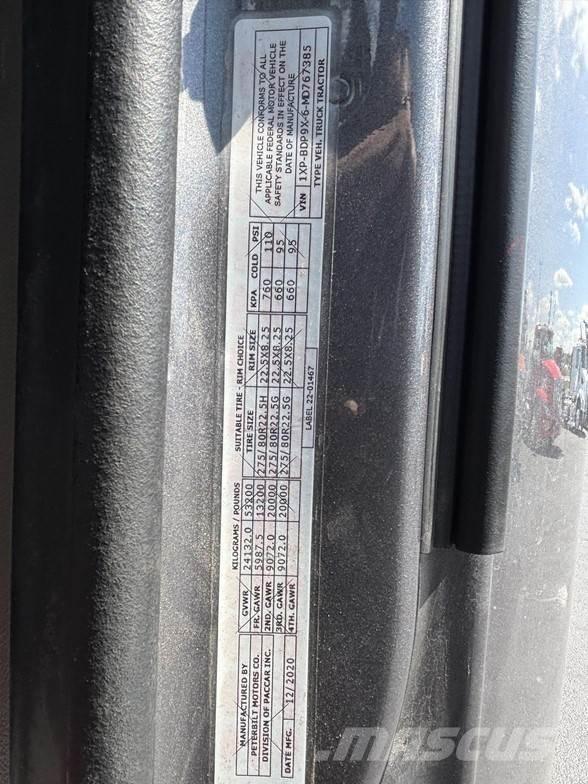 MANUFACTURED BY
PETERBILT MOTORS CO.
DIVISION OF PACCAR INC.
DATE MFG. 12/2020
KILOGRAMS / POUNDS
GVWR 24132.0 53200
FR. GAWR 5987.5 13200
2ND. GAWR 9072.0 20000
3RD. GAWR 9072.0 20000
4TH. GAWR
SUITABLE TIRE - RIM CHOICE
TIRE SIZE RIM SIZE KPA COLD PSI
275/80R22.5H 22.5X8.25 760 110
275/80R22.5G 22.5X8.25 660 95
275/80R22.5G 22.5X8.25 660 95
LABEL 22-01467
THIS VEHICLE CONFORMS TO ALL
APPLICABLE FEDERAL MOTOR VEHICLE
SAFETY STANDARDS IN EFFECT ON THE
DATE OF MANUFACTURE
VIN 1XP-BDP9X-6-MD767385
TYPE VEH. TRUCK TRACTOR
MASCUS